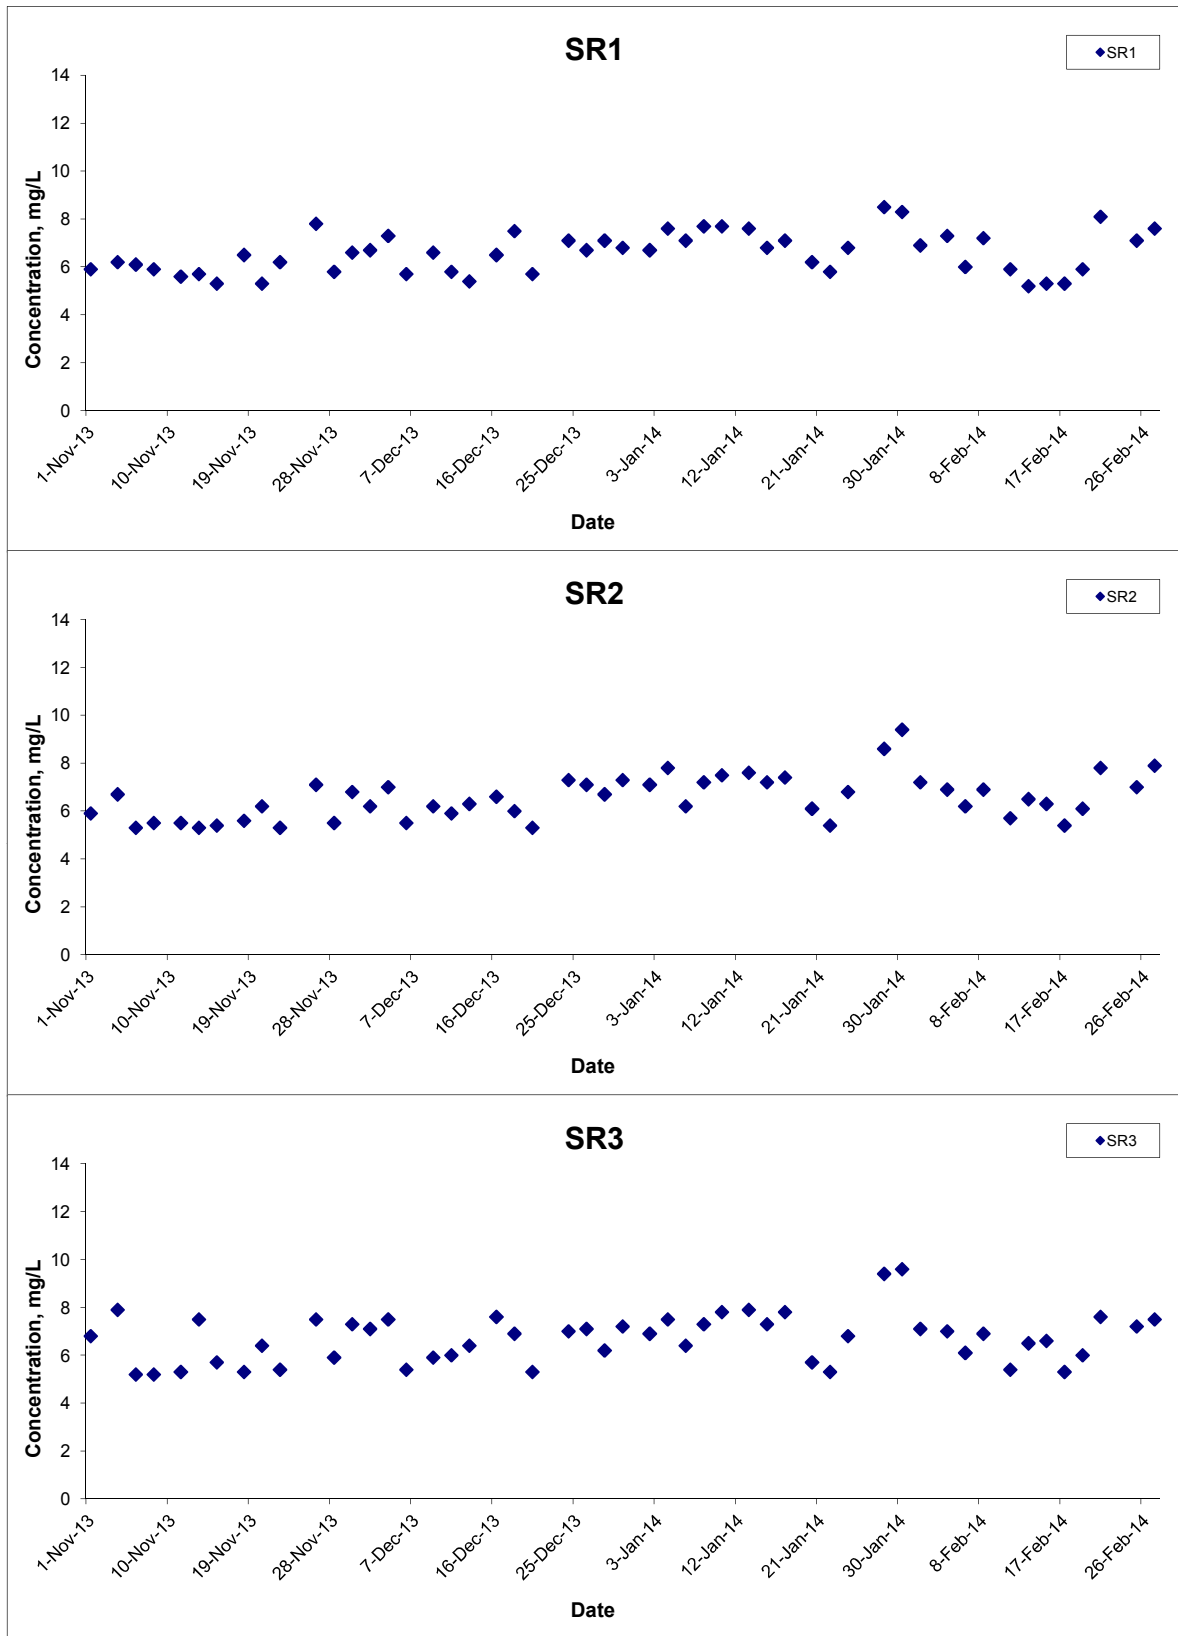 SR1
SR1
14
12
10
8
6
4
2
0
Concentration, mg/L
1-Nov-13
10-Nov-13
19-Nov-13
28-Nov-13
7-Dec-13
16-Dec-13
25-Dec-13
3-Jan-14
12-Jan-14
21-Jan-14
30-Jan-14
8-Feb-14
17-Feb-14
26-Feb-14
Date
SR2
SR2
14
12
10
8
6
4
2
0
Concentration, mg/L
1-Nov-13
10-Nov-13
19-Nov-13
28-Nov-13
7-Dec-13
16-Dec-13
25-Dec-13
3-Jan-14
12-Jan-14
21-Jan-14
30-Jan-14
8-Feb-14
17-Feb-14
26-Feb-14
Date
SR3
SR3
14
12
10
8
6
4
2
0
Concentration, mg/L
1-Nov-13
10-Nov-13
19-Nov-13
28-Nov-13
7-Dec-13
16-Dec-13
25-Dec-13
3-Jan-14
12-Jan-14
21-Jan-14
30-Jan-14
8-Feb-14
17-Feb-14
26-Feb-14
Date